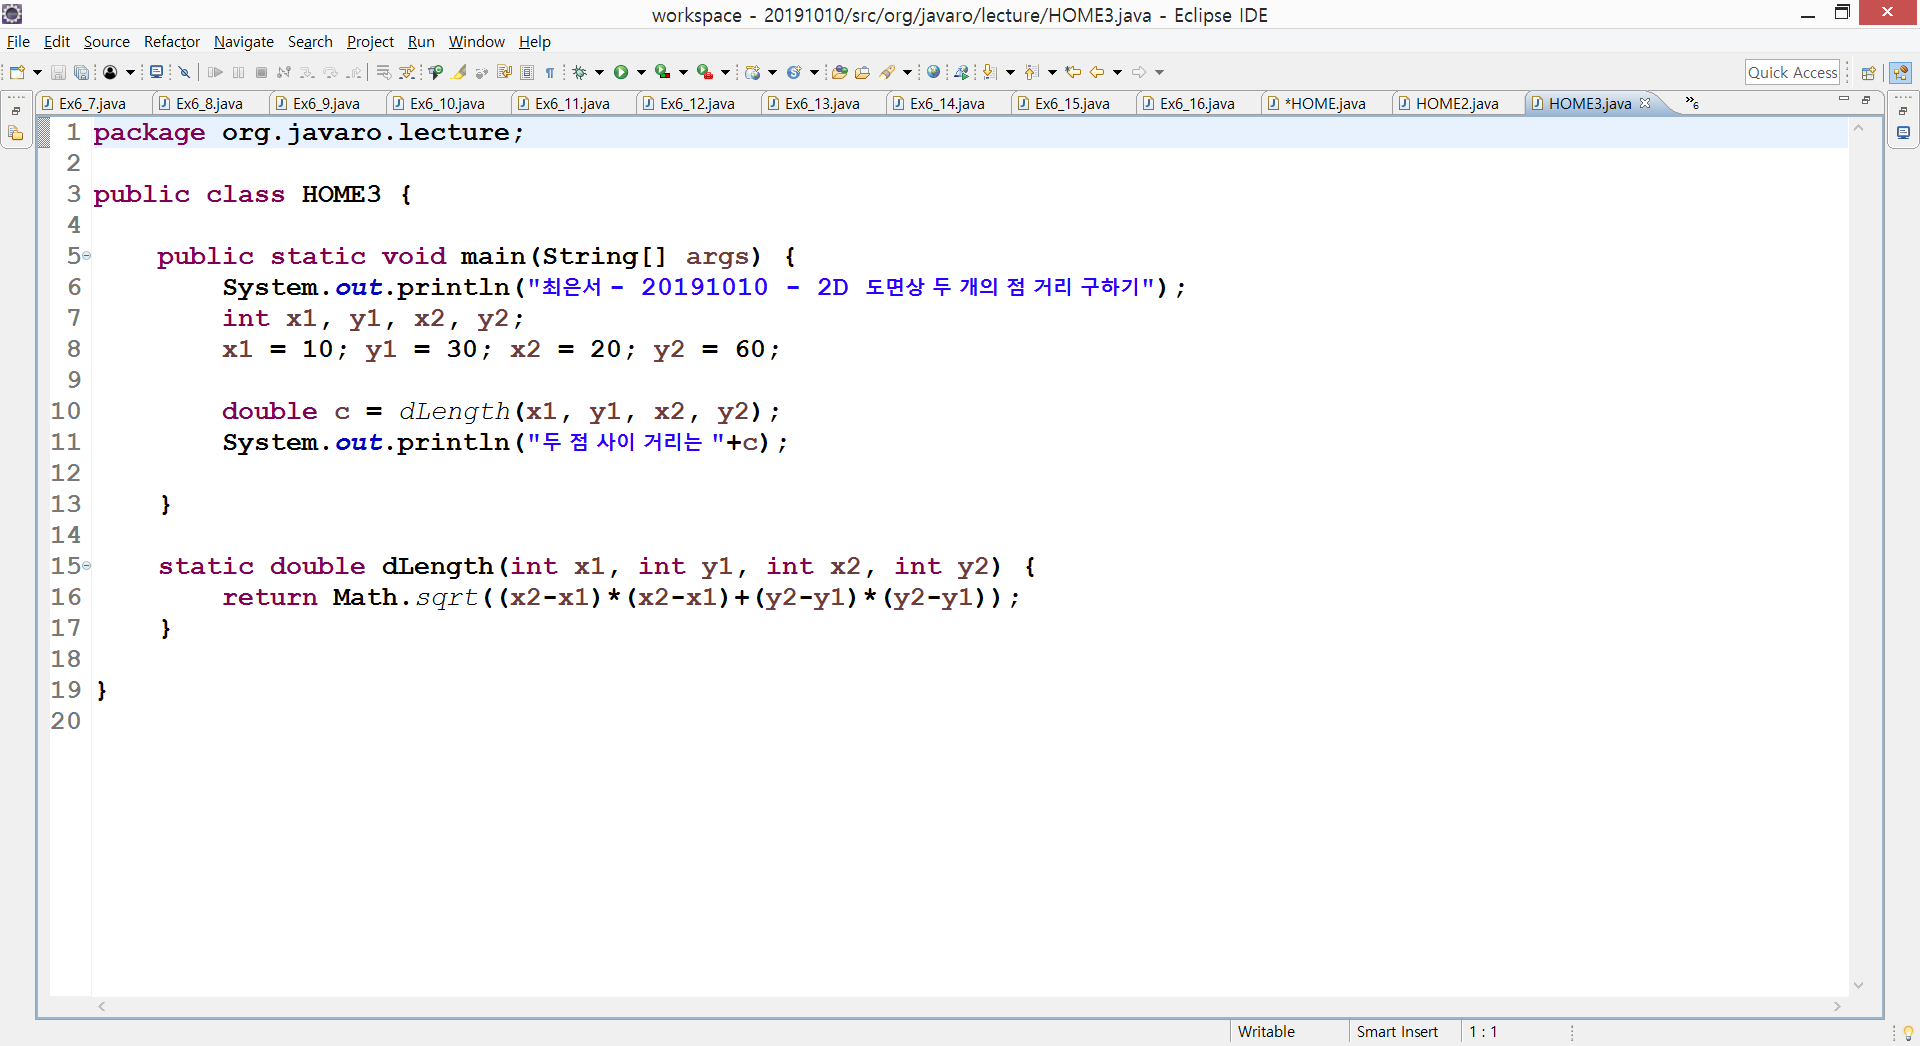 workspace - 20191010/src/org/javaro/lecture/HOME3.java - Eclipse IDE
File Edit Source Refactor Navigate Search Project Run Window Help
Quick Access
Ex6_7.java Ex6_8.java Ex6_9.java Ex6_10.java Ex6_11.java Ex6_12.java Ex6_13.java Ex6_14.java Ex6_15.java Ex6_16.java *HOME.java HOME2.java HOME3.java »6
1 package org.javaro.lecture;
2
3 public class HOME3 {
4
5     public static void main(String[] args) {
6         System.out.println("최은서 - 20191010 - 2D 도면상 두 개의 점 거리 구하기");
7         int x1, y1, x2, y2;
8         x1 = 10; y1 = 30; x2 = 20; y2 = 60;
9
10         double c = dLength(x1, y1, x2, y2);
11         System.out.println("두 점 사이 거리는 "+c);
12
13     }
14
15     static double dLength(int x1, int y1, int x2, int y2) {
16         return Math.sqrt((x2-x1)*(x2-x1)+(y2-y1)*(y2-y1));
17     }
18
19 }
20
Writable Smart Insert 1 : 1